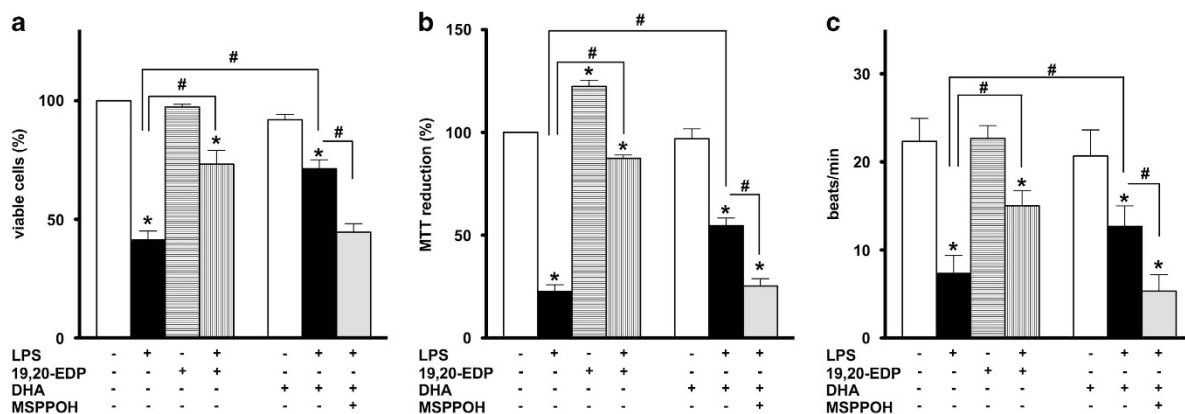 a
viable cells (%)
100
50
0
#
#
#
*
*
*
LPS - + - + - + +
19,20-EDP - - + + - - -
DHA - - - - + + +
MSPPOH - - - - - - +
b
MTT reduction (%)
150
100
50
0
#
#
#
*
*
*
*
*
LPS - + - + - + +
19,20-EDP - - + + - - -
DHA - - - - + + +
MSPPOH - - - - - - +
c
beats/min
30
20
10
0
#
#
#
*
*
*
*
LPS - + - + - + +
19,20-EDP - - + + - - -
DHA - - - - + + +
MSPPOH - - - - - - +